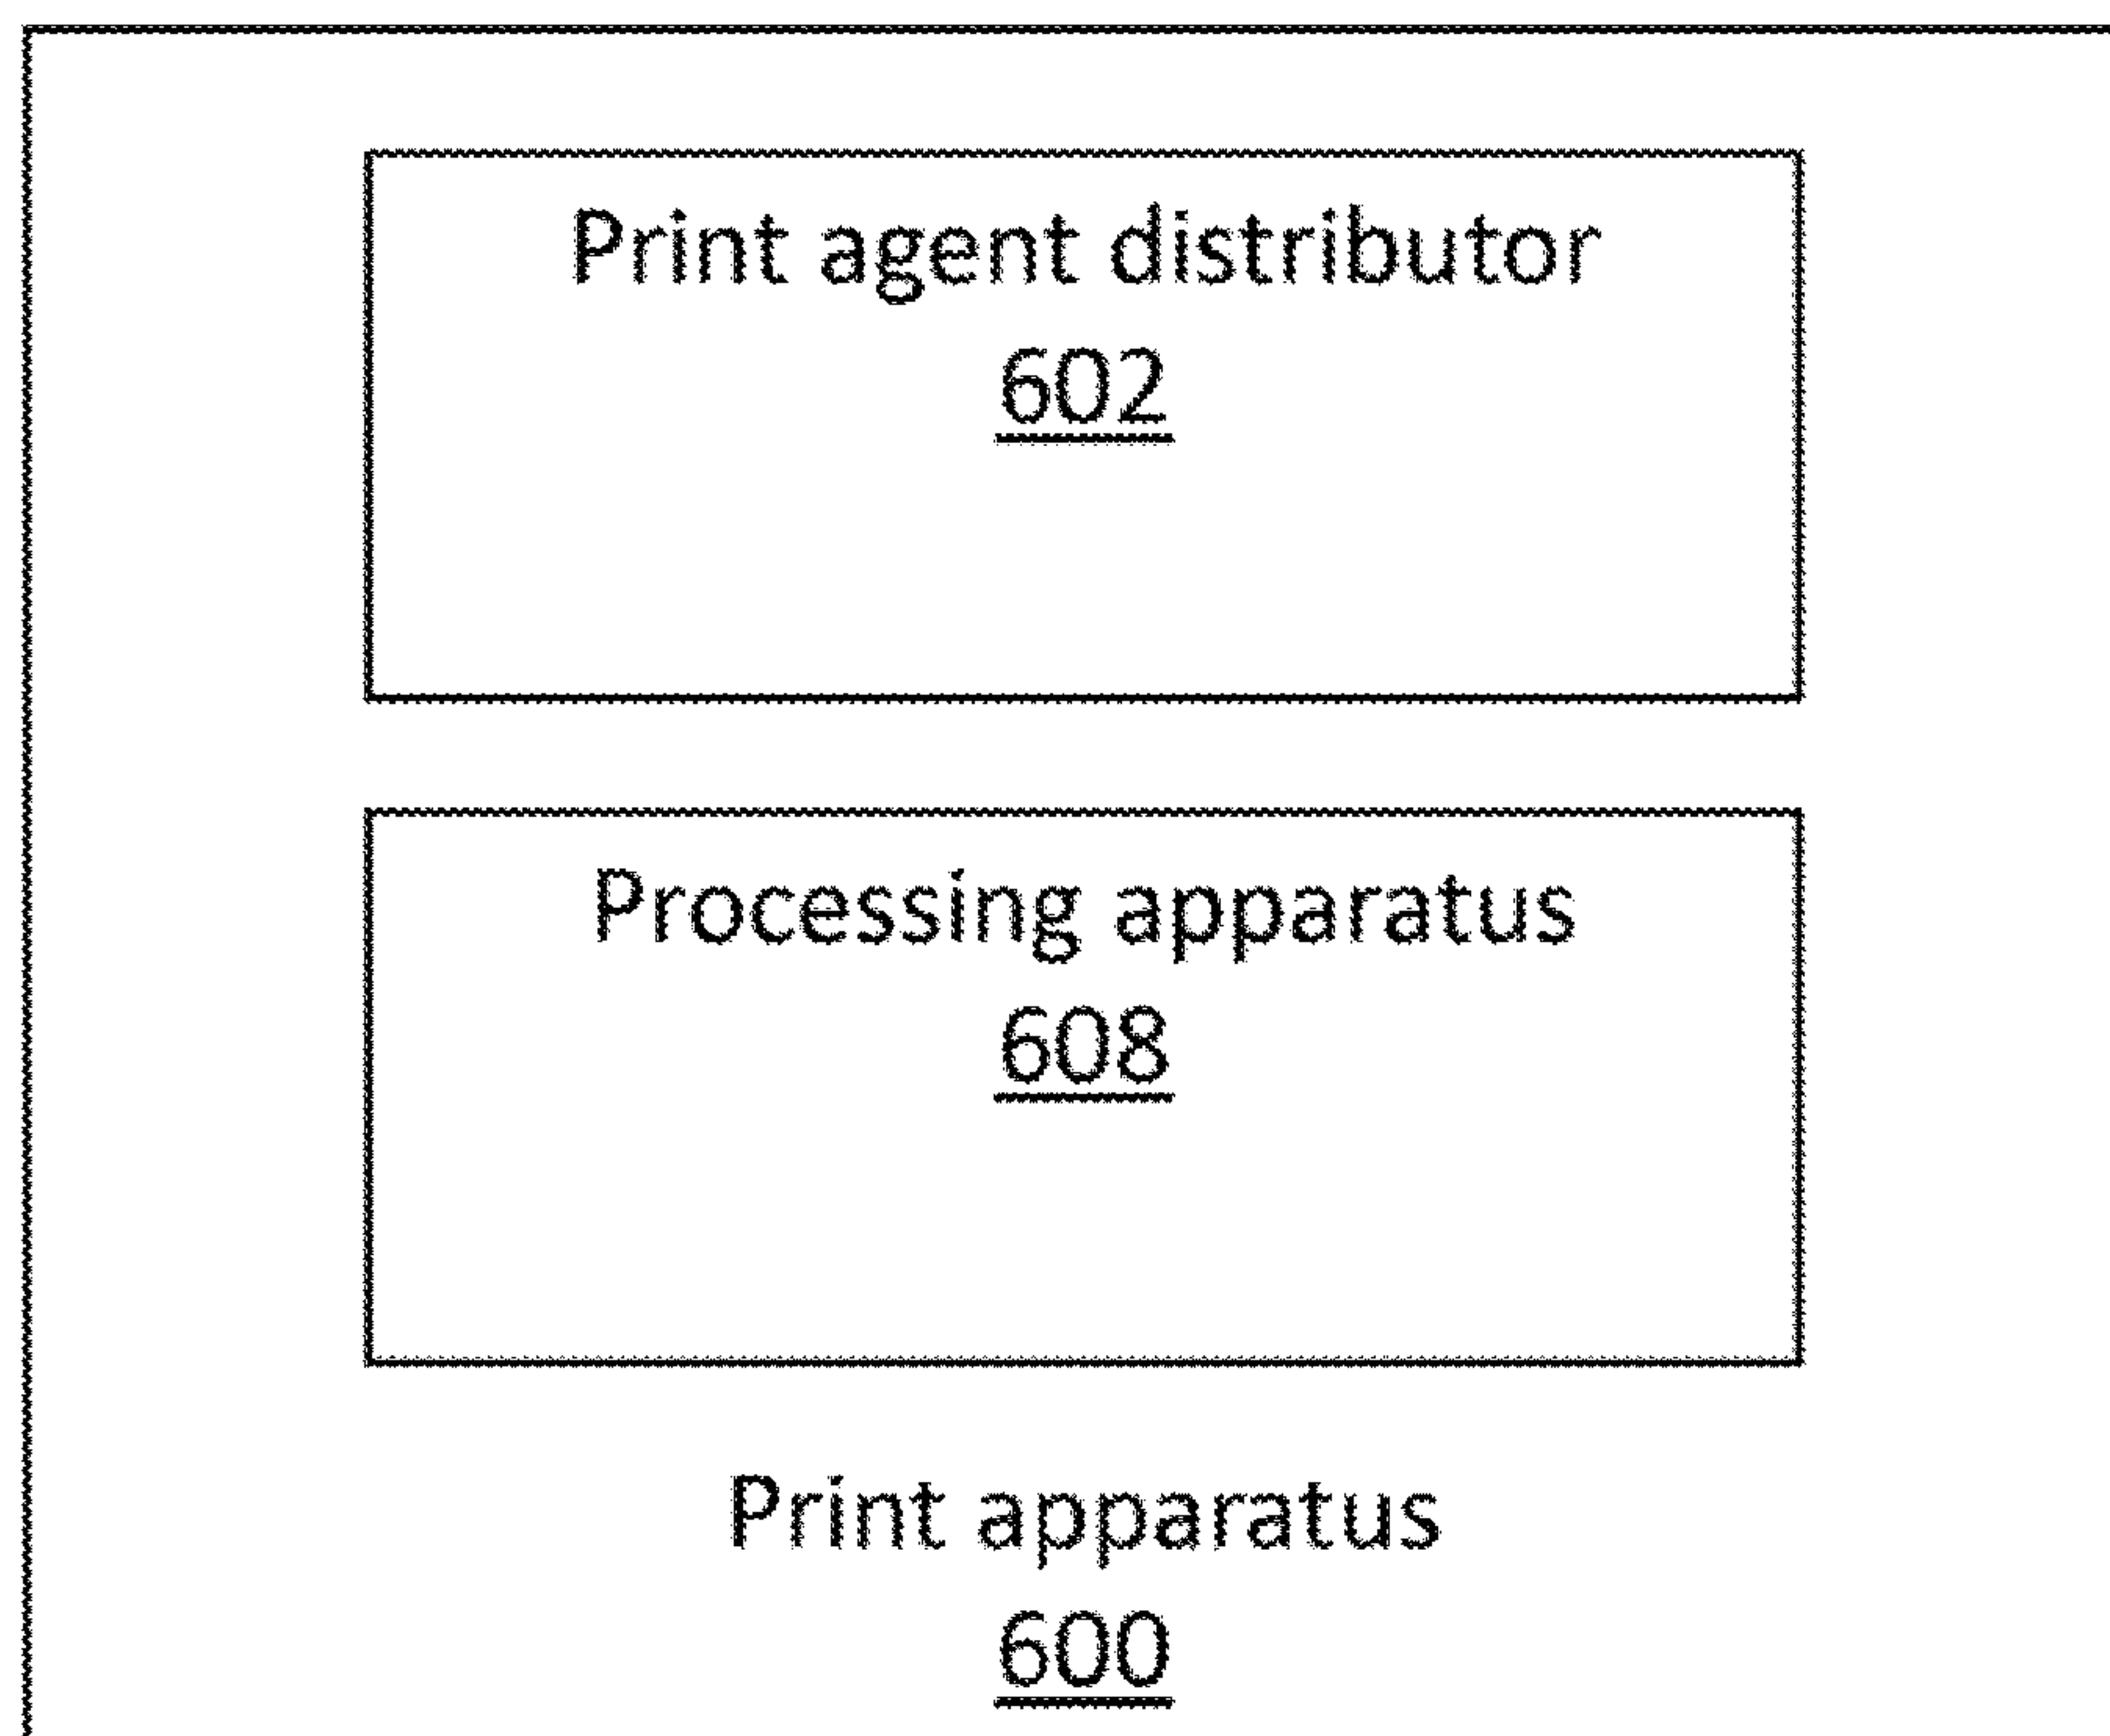 Print agent distributor
602
Processing apparatus
608
Print apparatus
600